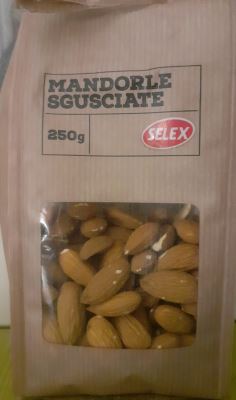 MANDORLE
SGUSCIATE
250g
SELEX